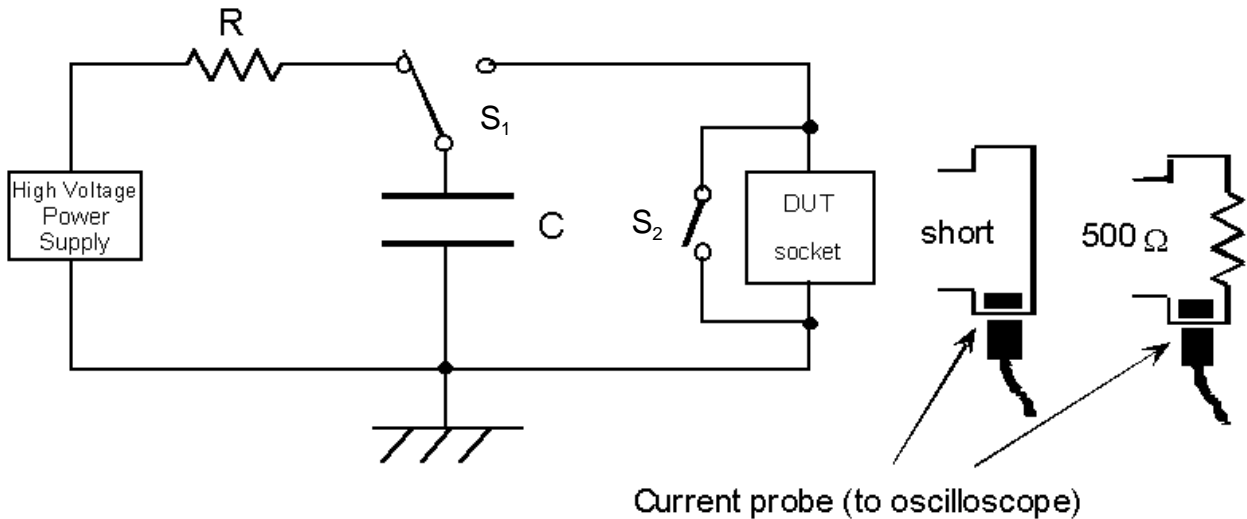 R
S₁
High Voltage
Power
Supply
C
S₂
DUT
socket
short
500 Ω
Current probe (to oscilloscope)